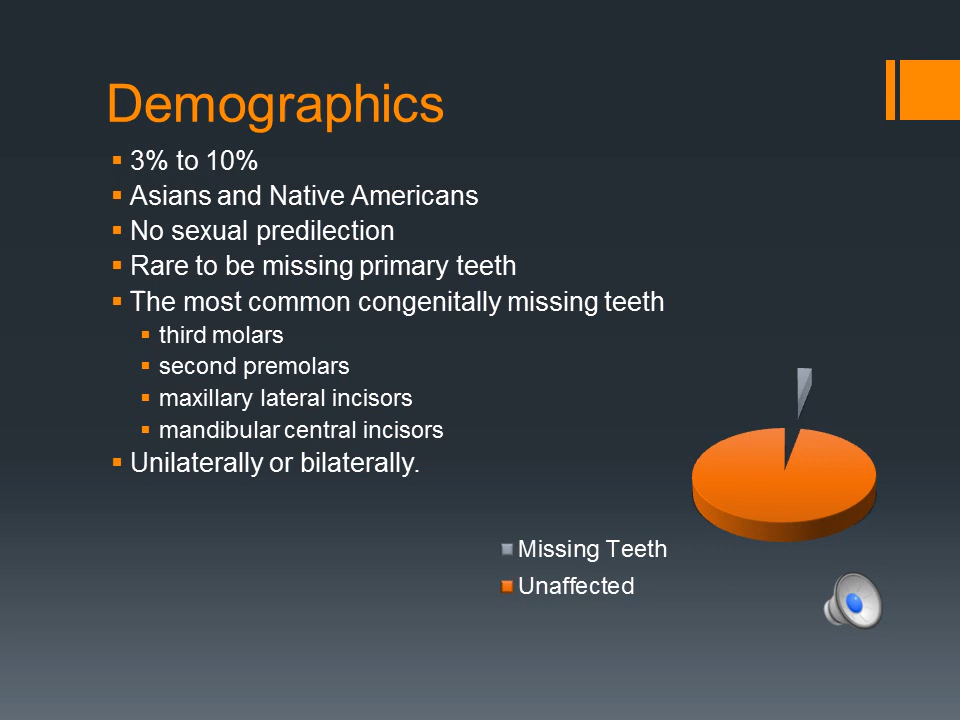 Demographics
3% to 10%
Asians and Native Americans
No sexual predilection
Rare to be missing primary teeth
The most common congenitally missing teeth
third molars
second premolars
maxillary lateral incisors
mandibular central incisors
Unilaterally or bilaterally.
Missing Teeth
Unaffected